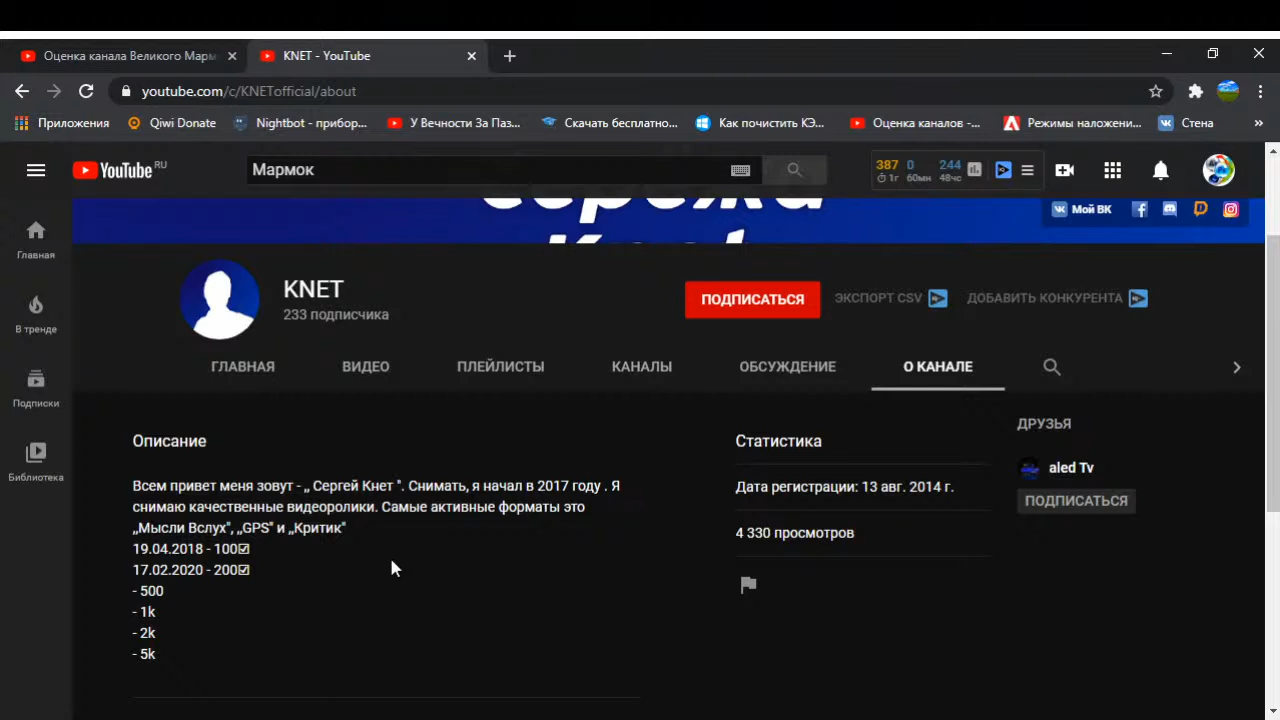 Оценка канала Великого Марм
KNET - YouTube
youtube.com/c/KNETofficial/about
Приложения
Qiwi Donate
Nightbot - прибор...
У Вечности За Паз...
Скачать бесплатно...
Как почистить КЭ...
Оценка каналов -...
Режимы наложени...
Стена
»
YouTube RU
Мармок
387 0 244
1г 60мн 48чс
Сережа
Knet
Мой ВК
Главная
В тренде
Подписки
Библиотека
KNET
233 подписчика
ПОДПИСАТЬСЯ
ЭКСПОРТ CSV
ДОБАВИТЬ КОНКУРЕНТА
ГЛАВНАЯ
ВИДЕО
ПЛЕЙЛИСТЫ
КАНАЛЫ
ОБСУЖДЕНИЕ
О КАНАЛЕ
Описание
Всем привет меня зовут - ,, Сергей Кнет ". Снимать, я начал в 2017 году . Я
снимаю качественные видеоролики. Самые активные форматы это
,,Мысли Вслух", ,,GPS" и ,,Критик"
19.04.2018 - 100☑
17.02.2020 - 200☑
- 500
- 1k
- 2k
- 5k
Статистика
Дата регистрации: 13 авг. 2014 г.
4 330 просмотров
ДРУЗЬЯ
aled Tv
ПОДПИСАТЬСЯ